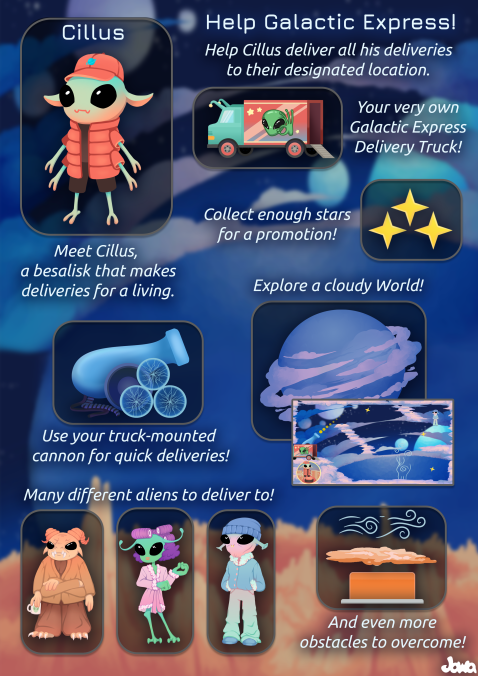 Cillus
Help Galactic Express!
Help Cillus deliver all his deliveries
to their designated location.
Your very own
Galactic Express
Delivery Truck!
Collect enough stars
for a promotion!
Meet Cillus,
a besalisk that makes
deliveries for a living.
Explore a cloudy World!
Use your truck-mounted
cannon for quick deliveries!
Many different aliens to deliver to!
And even more
obstacles to overcome!
Jawa